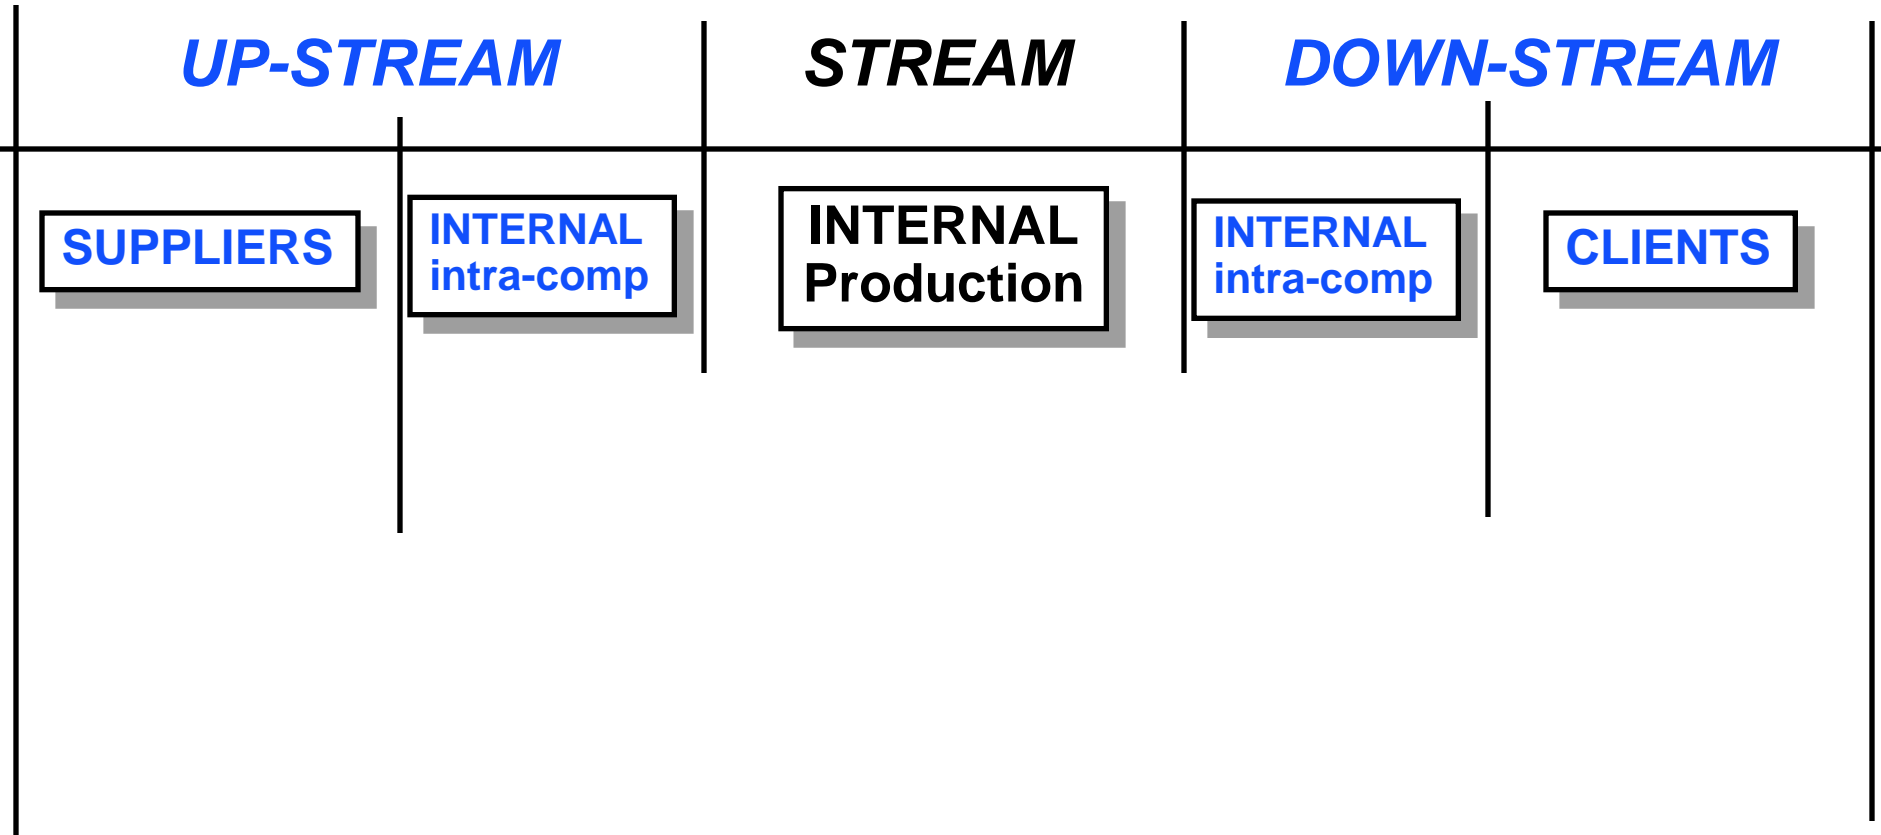 UP-STREAM
STREAM
DOWN-STREAM
SUPPLIERS
INTERNAL
intra-comp
INTERNAL
Production
INTERNAL
intra-comp
CLIENTS